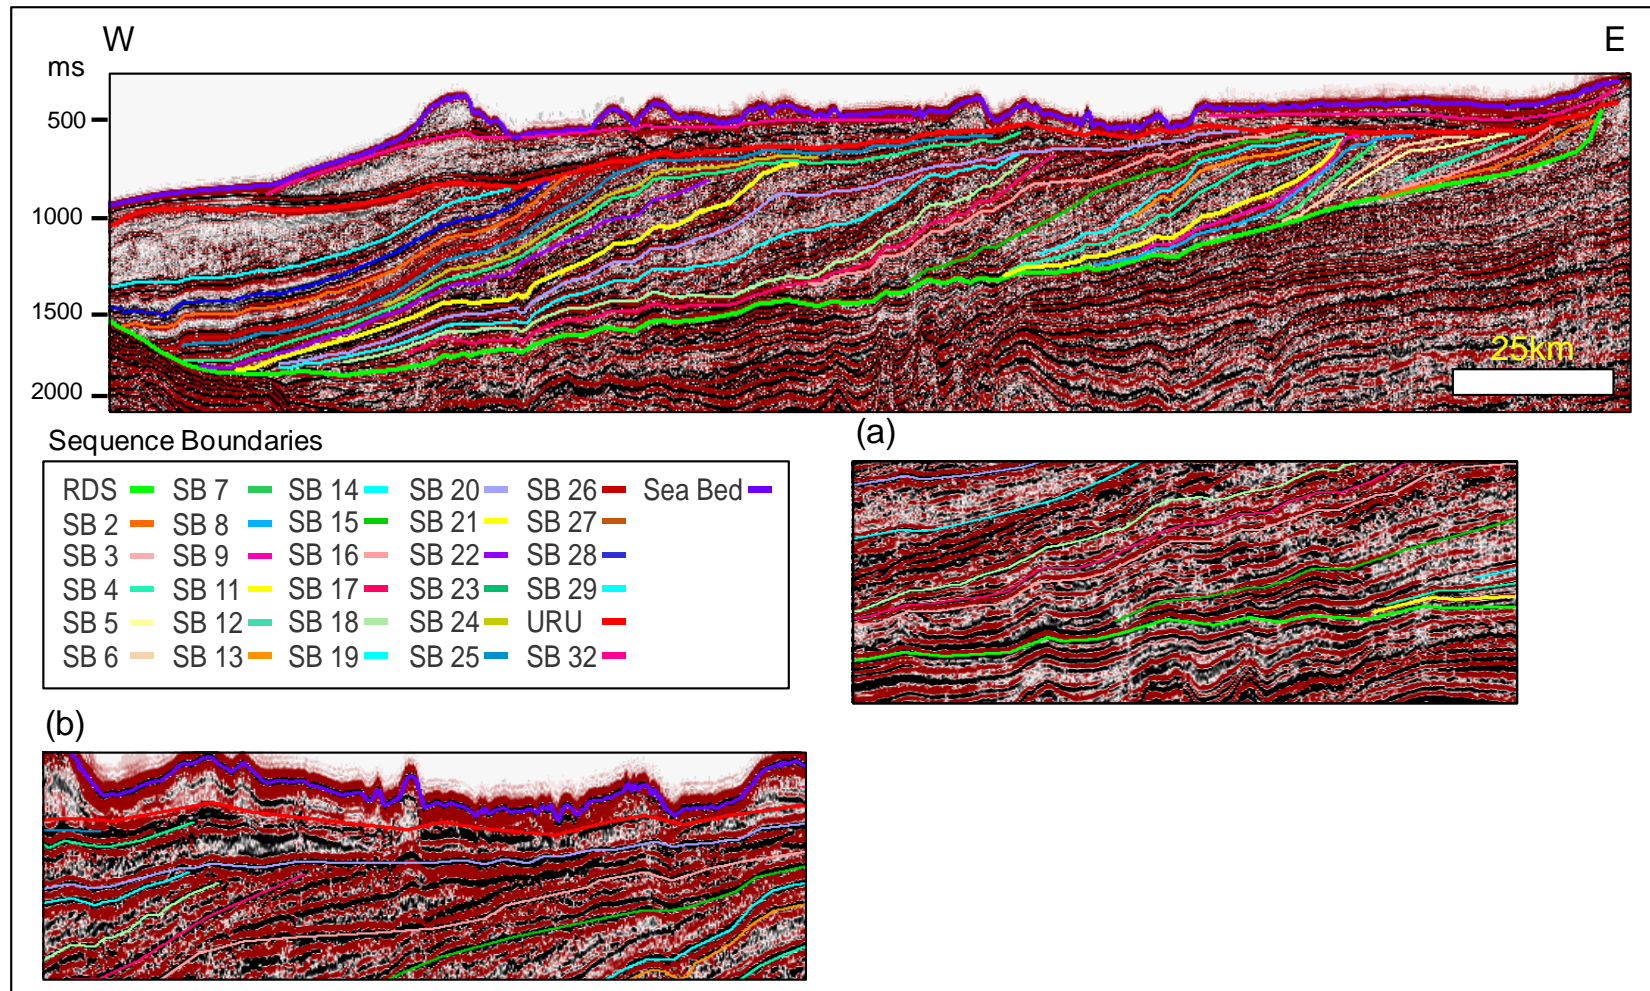 W E
ms
500
1000
1500
2000
25km
(a)
Sequence Boundaries
RDS SB 7 SB 14 SB 20 SB 26 Sea Bed
SB 2 SB 8 SB 15 SB 21 SB 27
SB 3 SB 9 SB 16 SB 22 SB 28
SB 4 SB 11 SB 17 SB 23 SB 29
SB 5 SB 12 SB 18 SB 24 URU
SB 6 SB 13 SB 19 SB 25 SB 32
(b)